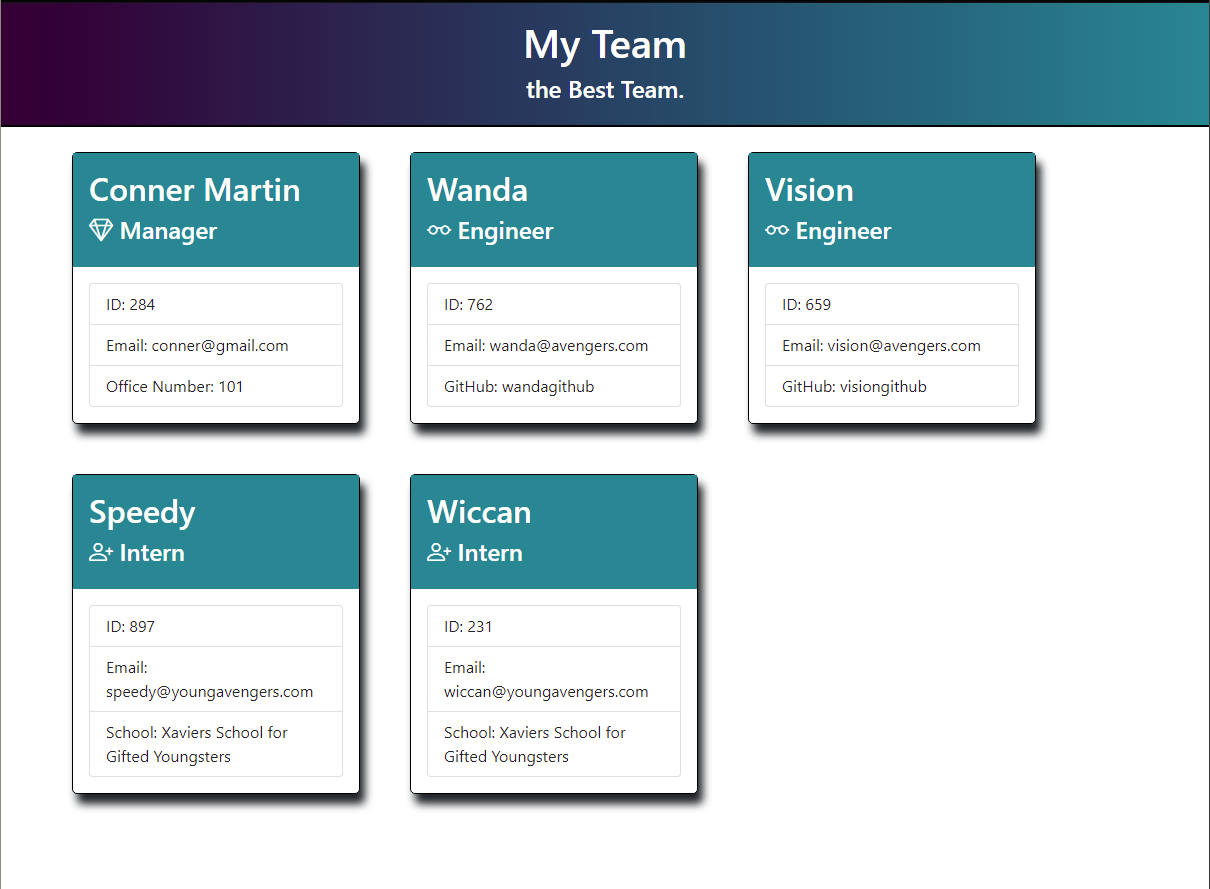 My Team
the Best Team.
Conner Martin
Manager
ID: 284
Email: conner@gmail.com
Office Number: 101
Wanda
Engineer
ID: 762
Email: wanda@avengers.com
GitHub: wandagithub
Vision
Engineer
ID: 659
Email: vision@avengers.com
GitHub: visiongithub
Speedy
Intern
ID: 897
Email:
speedy@youngavengers.com
School: Xaviers School for
Gifted Youngsters
Wiccan
Intern
ID: 231
Email:
wiccan@youngavengers.com
School: Xaviers School for
Gifted Youngsters